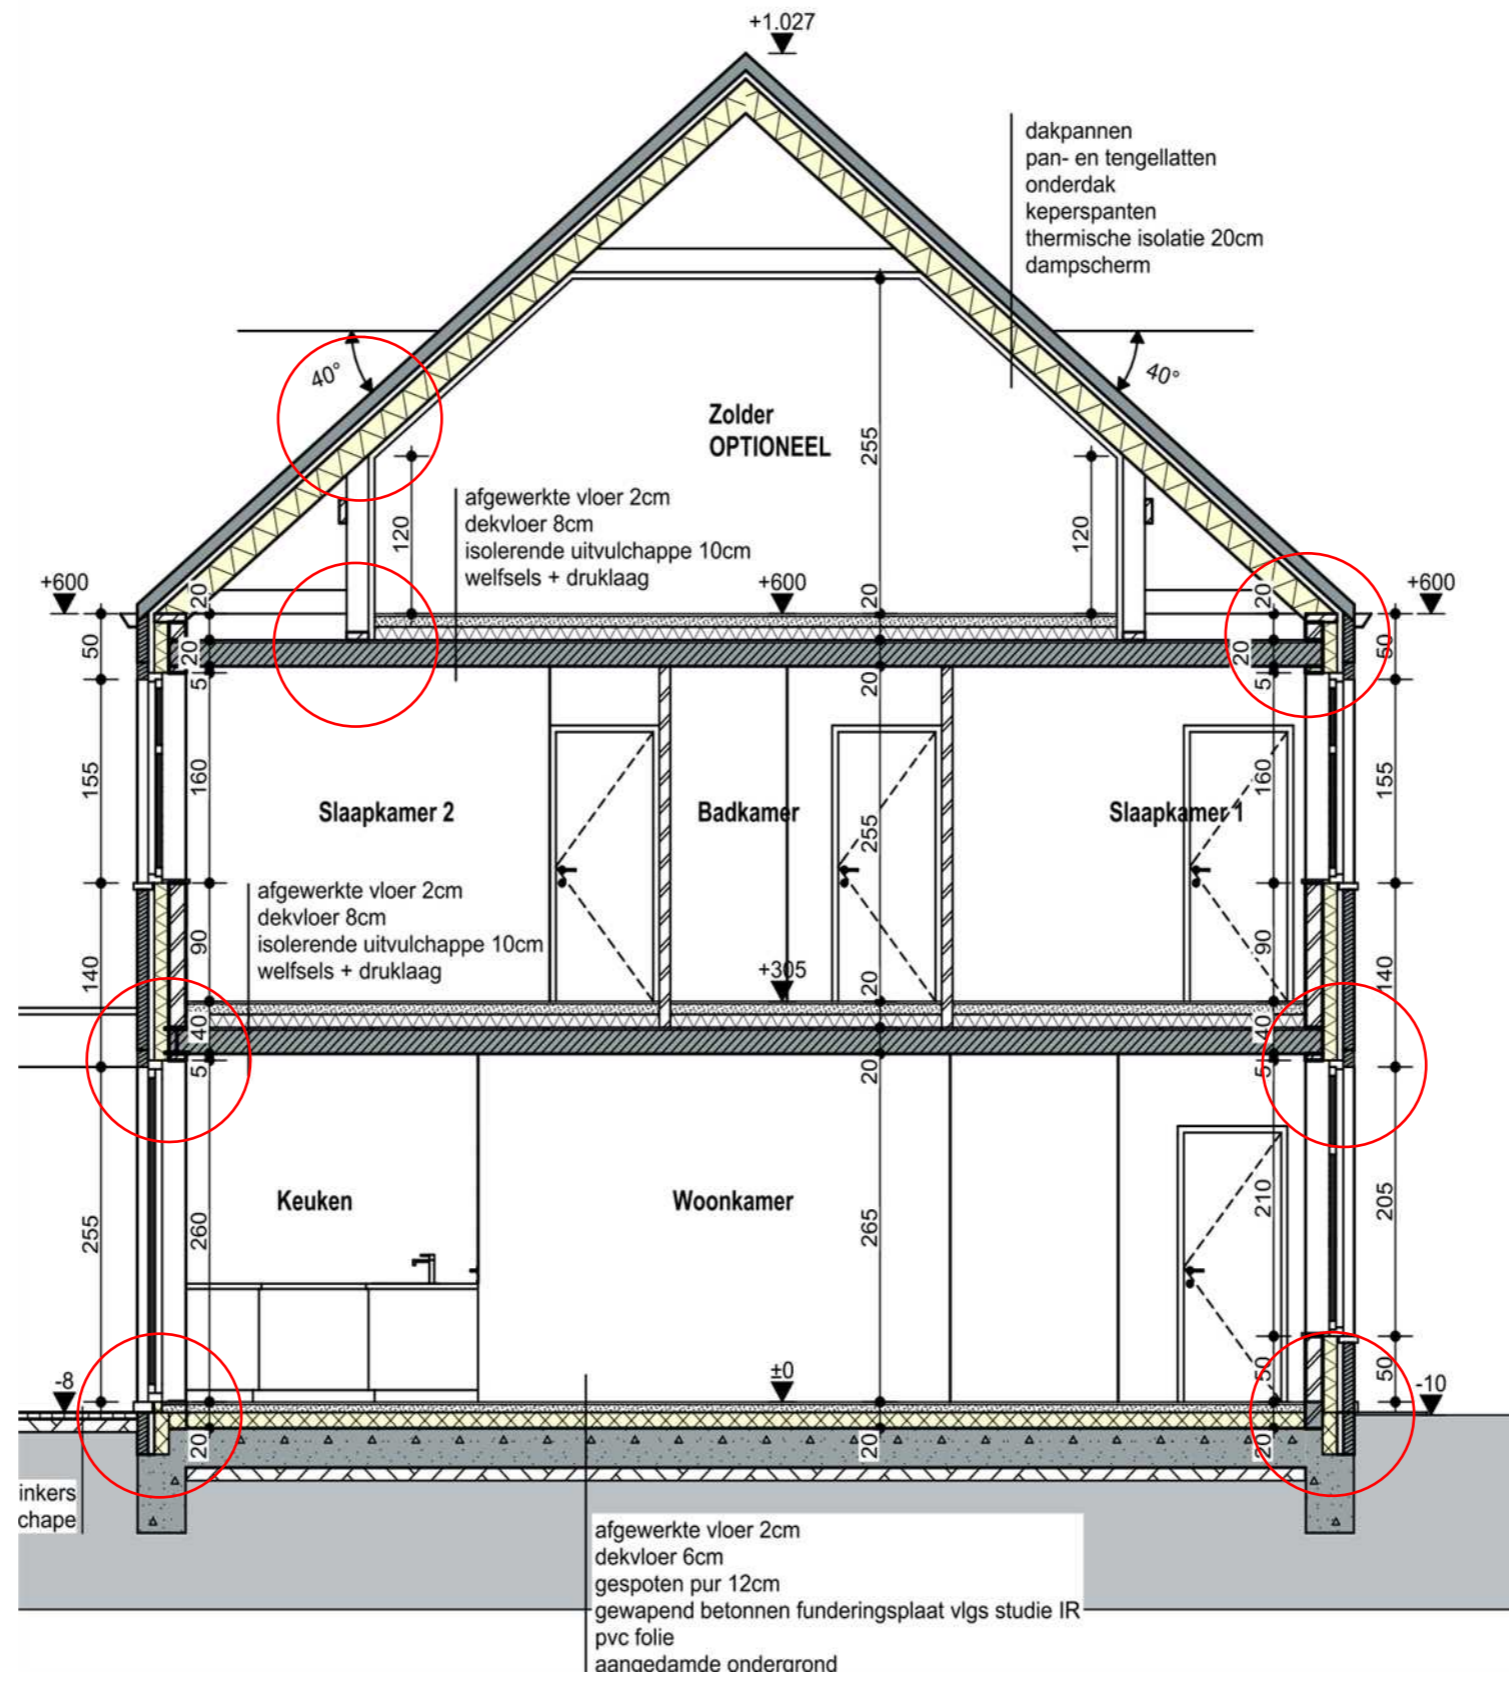 +1.027
dakpannen
pan- en tengellatten
onderdak
keperspanten
thermische isolatie 20cm
dampscherm
40°
40°
Zolder
OPTIONEEL
255
120
120
afgewerkte vloer 2cm
dekvloer 8cm
isolerende uitvulchappe 10cm
welfsels + druklaag
+600
+600
+600
20
20
20
50
20
5
20
20
5
50
155
160
Slaapkamer 2
Badkamer
255
Slaapkamer 1
160
155
afgewerkte vloer 2cm
dekvloer 8cm
isolerende uitvulchappe 10cm
welfsels + druklaag
140
90
+305
20
90
140
40
5
20
40
5
Keuken
Woonkamer
255
260
265
210
205
-8
±0
50
50
-10
20
20
20
inkers
chape
afgewerkte vloer 2cm
dekvloer 6cm
gespoten pur 12cm
gewapend betonnen funderingsplaat vlgs studie IR
pvc folie
aangedamde ondergrond